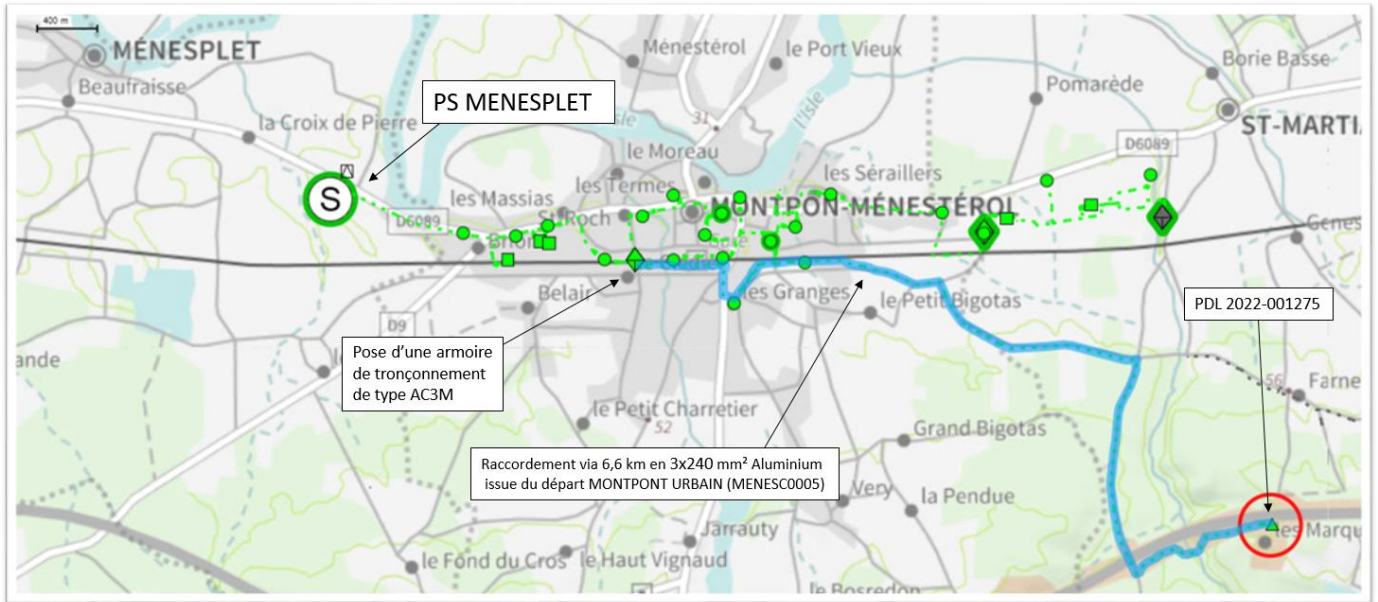 400 m
MÉNESPLET
Beaufraisse
la Croix de Pierre
PS MENESPLET
S
Ménestérol
le Port Vieux
l'Isle
31
Pomarède
Borie Basse
ST-MARTIA
D6089
le Moreau
les Termes
les Massias
St-Roch
D6089
les Séraillers
MONTPON-MÉNESTÉROL
Gare
Belair
les Granges
le Petit Bigotas
D9
ande
PDL 2022-001275
Pose d'une armoire
de tronçonnement
de type AC3M
le Petit Charretier
52
56
Farne
Grand Bigotas
Raccordement via 6,6 km en 3x240 mm² Aluminium
issue du départ MONTPONT URBAIN (MENESC0005)
Very
la Pendue
Jarrauty
les Marqu
le Fond du Cros
le Haut Vignaud
le Bosredon